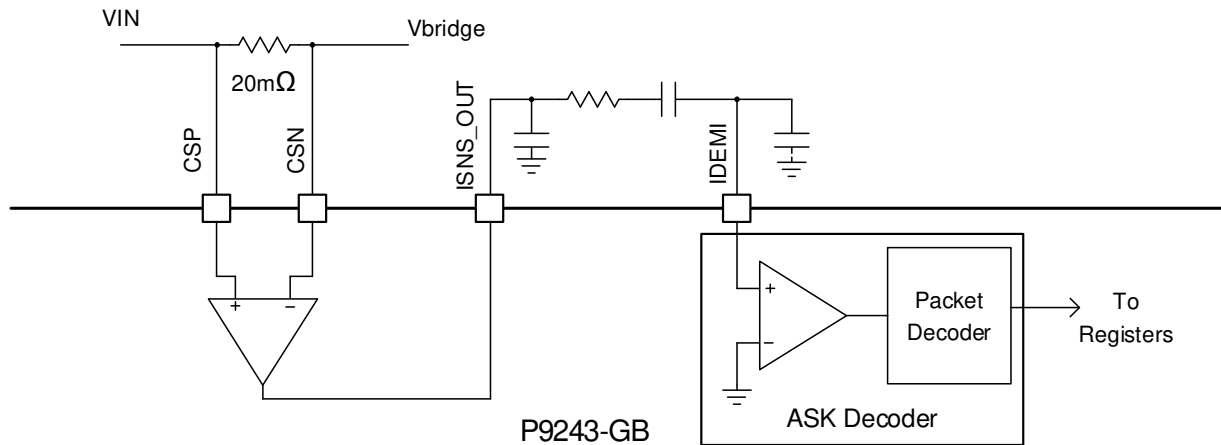 VIN
Vbridge
20mΩ
CSP
CSN
ISNS_OUT
IDEMI
+
−
+
−
Packet
Decoder
To
Registers
ASK Decoder
P9243-GB